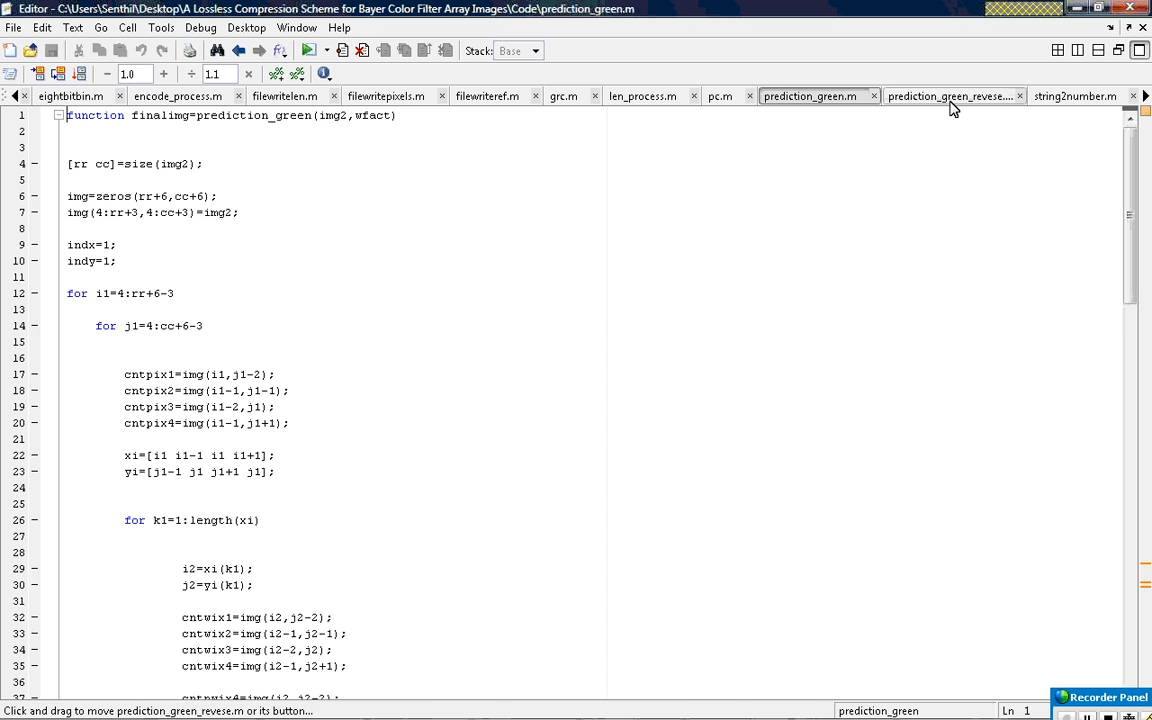 Editor - C:\Users\Senthil\Desktop\A Lossless Compression Scheme for Bayer Color Filter Array Images\Code\prediction_green.m
File Edit Text Go Cell Tools Debug Desktop Window Help
Stack: Base
1.0 1.1
eightbitbin.m encode_process.m filewritelen.m filewritepixels.m filewriteref.m grc.m len_process.m pc.m prediction_green.m prediction_green_revese.... string2number.m
1 function finalimg=prediction_green(img2,wfact)
2
3
4 [rr cc]=size(img2);
5
6 img=zeros(rr+6,cc+6);
7 img(4:rr+3,4:cc+3)=img2;
8
9 indx=1;
10 indy=1;
11
12 for i1=4:rr+6-3
13
14 for j1=4:cc+6-3
15
16
17 cntpix1=img(i1,j1-2);
18 cntpix2=img(i1-1,j1-1);
19 cntpix3=img(i1-2,j1);
20 cntpix4=img(i1-1,j1+1);
21
22 xi=[i1 i1-1 i1 i1+1];
23 yi=[j1-1 j1 j1+1 j1];
24
25
26 for k1=1:length(xi)
27
28
29 i2=xi(k1);
30 j2=yi(k1);
31
32 cntwix1=img(i2,j2-2);
33 cntwix2=img(i2-1,j2-1);
34 cntwix3=img(i2-2,j2);
35 cntwix4=img(i2-1,j2+1);
36
37
Recorder Panel
Click and drag to move prediction_green_revese.m or its button... prediction_green Ln 1